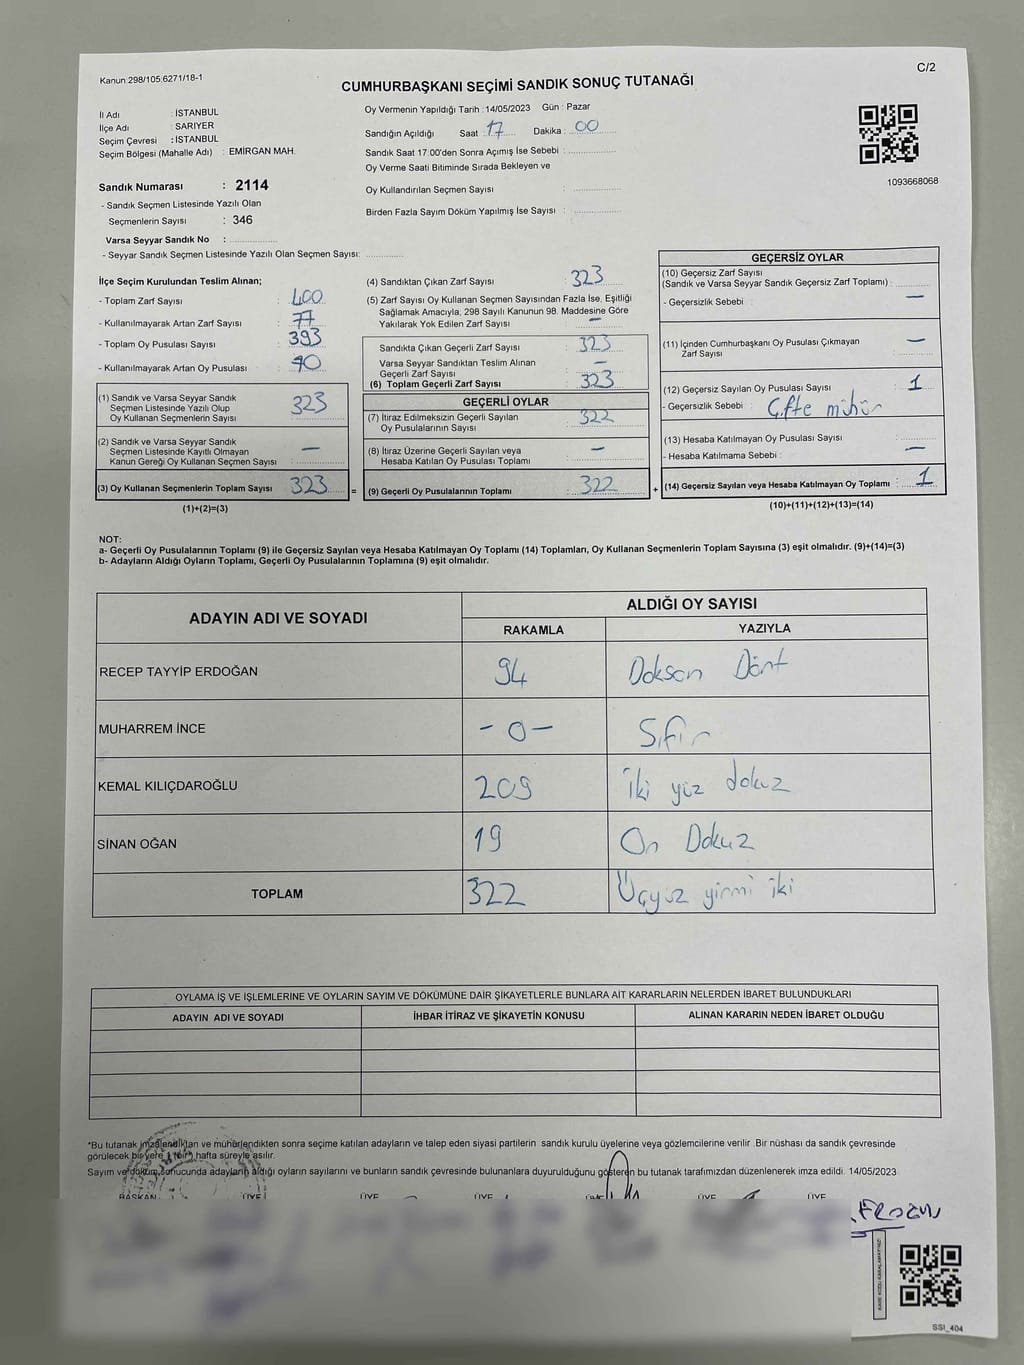 Kanun:298/105;6271/18-1
C/2
CUMHURBAŞKANI SEÇİMİ SANDIK SONUÇ TUTANAĞI
İl Adı : İSTANBUL
İlçe Adı : SARIYER
Seçim Çevresi : İSTANBUL
Seçim Bölgesi (Mahalle Adı) : EMİRGAN MAH.
Sandık Numarası : 2114
- Sandık Seçmen Listesinde Yazılı Olan
Seçmenlerin Sayısı : 346
Varsa Seyyar Sandık No :
- Seyyar Sandık Seçmen Listesinde Yazılı Olan Seçmen Sayısı:
Oy Vermenin Yapıldığı Tarih : 14/05/2023 Gün : Pazar
Sandığın Açıldığı Saat : 17 Dakika : 00
Sandık Saat 17:00'den Sonra Açımış İse Sebebi :
Oy Verme Saati Bitiminde Sırada Bekleyen ve
Oy Kullandırılan Seçmen Sayısı :
Birden Fazla Sayım Döküm Yapılmış İse Sayısı :
1093668068
İlçe Seçim Kurulundan Teslim Alınan;
- Toplam Zarf Sayısı : 400
- Kullanılmayarak Artan Zarf Sayısı : 77
- Toplam Oy Pusulası Sayısı : 393
- Kullanılmayarak Artan Oy Pusulası : 70
(1) Sandık ve Varsa Seyyar Sandık
Seçmen Listesinde Yazılı Olup
Oy Kullanan Seçmenlerin Sayısı : 323
(2) Sandık ve Varsa Seyyar Sandık
Seçmen Listesinde Kayıtlı Olmayan
Kanun Gereği Oy Kullanan Seçmen Sayısı : —
(3) Oy Kullanan Seçmenlerin Toplam Sayısı : 323 =
(1)+(2)=(3)
(4) Sandıktan Çıkan Zarf Sayısı : 323
(5) Zarf Sayısı Oy Kullanan Seçmen Sayısından Fazla İse, Eşitliği
Sağlamak Amacıyla, 298 Sayılı Kanunun 98. Maddesine Göre
Yakılarak Yok Edilen Zarf Sayısı : —
Sandıkta Çıkan Geçerli Zarf Sayısı : 323
Varsa Seyyar Sandıktan Teslim Alınan
Geçerli Zarf Sayısı : —
(6) Toplam Geçerli Zarf Sayısı : 323
GEÇERLİ OYLAR
(7) İtiraz Edilmeksizin Geçerli Sayılan
Oy Pusulalarının Sayısı : 322
(8) İtiraz Üzerine Geçerli Sayılan veya
Hesaba Katılan Oy Pusulası Toplamı : —
(9) Geçerli Oy Pusulalarının Toplamı : 322 +
GEÇERSİZ OYLAR
(10) Geçersiz Zarf Sayısı
(Sandık ve Varsa Seyyar Sandık Geçersiz Zarf Toplamı) :
- Geçersizlik Sebebi : —
(11) İçinden Cumhurbaşkanı Oy Pusulası Çıkmayan
Zarf Sayısı : —
(12) Geçersiz Sayılan Oy Pusulası Sayısı : 1
- Geçersizlik Sebebi : Çifte mühür
(13) Hesaba Katılmayan Oy Pusulası Sayısı :
- Hesaba Katılmama Sebebi : —
(14) Geçersiz Sayılan veya Hesaba Katılmayan Oy Toplamı : 1
(10)+(11)+(12)+(13)=(14)
NOT:
a- Geçerli Oy Pusulalarının Toplamı (9) ile Geçersiz Sayılan veya Hesaba Katılmayan Oy Toplamı (14) Toplamları, Oy Kullanan Seçmenlerin Toplam Sayısına (3) eşit olmalıdır. (9)+(14)=(3)
b- Adayların Aldığı Oyların Toplamı, Geçerli Oy Pusulalarının Toplamına (9) eşit olmalıdır.
ADAYIN ADI VE SOYADI
ALDIĞI OY SAYISI
RAKAMLA YAZIYLA
RECEP TAYYİP ERDOĞAN 94 Doksan Dört
MUHARREM İNCE - 0 - Sıfır
KEMAL KILIÇDAROĞLU 209 İki yüz dokuz
SİNAN OĞAN 19 On Dokuz
TOPLAM 322 Üçyüz yirmi iki
OYLAMA İŞ VE İŞLEMLERİNE VE OYLARIN SAYIM VE DÖKÜMÜNE DAİR ŞİKAYETLERLE BUNLARA AİT KARARLARIN NELERDEN İBARET BULUNDUKLARI
ADAYIN ADI VE SOYADI İHBAR İTİRAZ VE ŞİKAYETİN KONUSU ALINAN KARARIN NEDEN İBARET OLDUĞU
*Bu tutanak imzalandıktan ve mühürlendikten sonra seçime katılan adayların ve talep eden siyasi partilerin sandık kurulu üyelerine veya gözlemcilerine verilir .Bir nüshası da sandık çevresinde
görülecek bir yere 1 (bir) hafta süreyle asılır.
Sayım ve döküm sonucunda adayların aldığı oyların sayılarını ve bunların sandık çevresinde bulunanlara duyurulduğunu gösteren bu tutanak tarafımızdan düzenlenerek imza edildi. 14/05/2023
BAŞKAN ÜYE ÜYE ÜYE ÜYE ÜYE ÜYE
SSI_404